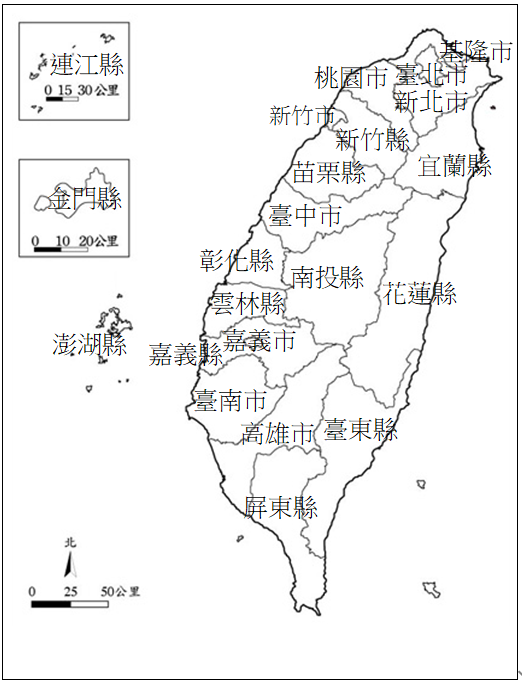 連江縣
0 15 30 公里
金門縣
0 10 20 公里
基隆市
臺北市
桃園市
新北市
新竹市
新竹縣
宜蘭縣
苗栗縣
臺中市
彰化縣
南投縣
花蓮縣
雲林縣
嘉義市
澎湖縣
嘉義縣
臺南市
高雄市
臺東縣
屏東縣
北
0 25 50 公里